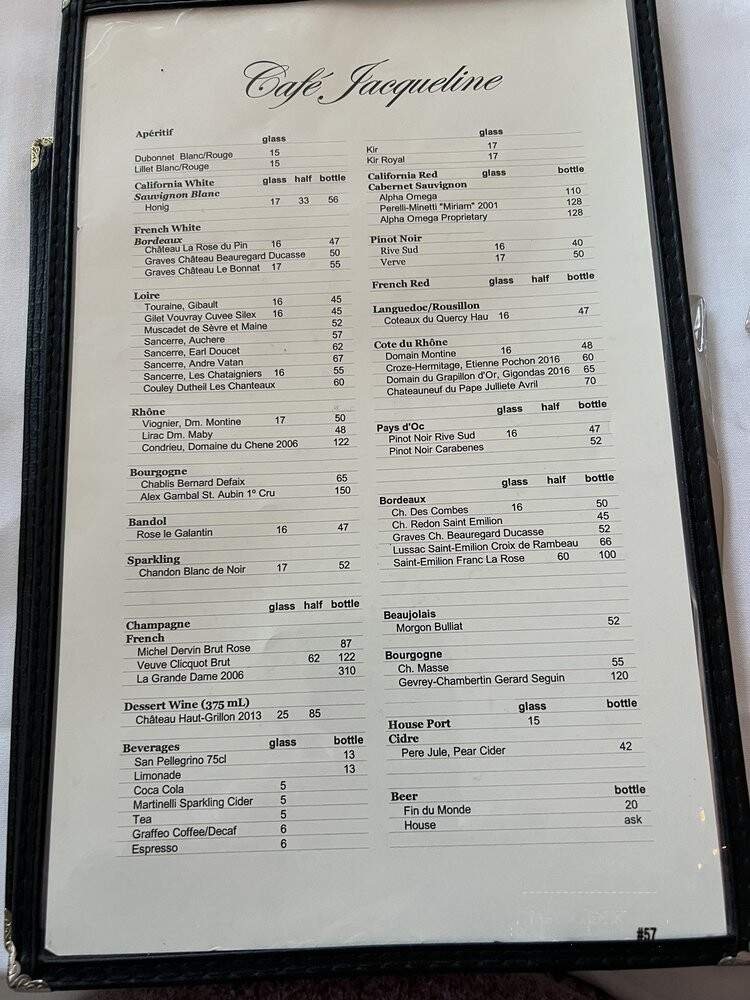 Café Jacqueline
Apéritif glass
Dubonnet Blanc/Rouge 15
Lillet Blanc/Rouge 15
California White glass half bottle
Sauvignon Blanc
Honig 17 33 56
French White
Bordeaux
Château La Rose du Pin 16 47
Graves Château Beauregard Ducasse 50
Graves Château Le Bonnat 17 55
Loire
Touraine, Gibault 16 45
Gilet Vouvray Cuvee Silex 16 45
Muscadet de Sèvre et Maine 52
Sancerre, Auchere 57
Sancerre, Earl Doucet 62
Sancerre, Andre Vatan 67
Sancerre, Les Chataigniers 16 55
Couley Dutheil Les Chanteaux 60
Rhône
Viognier, Dm. Montine 17 50
Lirac Dm. Maby 48
Condrieu, Domaine du Chene 2006 122
Bourgogne
Chablis Bernard Defaix 65
Alex Gambal St. Aubin 1º Cru 150
Bandol
Rose le Galantin 16 47
Sparkling
Chandon Blanc de Noir 17 52
glass half bottle
Champagne
French
Michel Dervin Brut Rose 87
Veuve Clicquot Brut 62 122
La Grande Dame 2006 310
Dessert Wine (375 mL)
Château Haut-Grillon 2013 25 85
Beverages glass bottle
San Pellegrino 75cl 13
Limonade 13
Coca Cola 5
Martinelli Sparkling Cider 5
Tea 5
Graffeo Coffee/Decaf 6
Espresso 6
glass
Kir 17
Kir Royal 17
California Red glass bottle
Cabernet Sauvignon
Alpha Omega 110
Perelli-Minetti "Miriam" 2001 128
Alpha Omega Proprietary 128
Pinot Noir
Rive Sud 16 40
Verve 17 50
French Red glass half bottle
Languedoc/Rousillon
Coteaux du Quercy Hau 16 47
Cote du Rhône
Domain Montine 16 48
Croze-Hermitage, Etienne Pochon 2016 60
Domain du Grapillon d'Or, Gigondas 2016 65
Chateauneuf du Pape Julliete Avril 70
glass half bottle
Pays d'Oc
Pinot Noir Rive Sud 16 47
Pinot Noir Carabenes 52
glass half bottle
Bordeaux
Ch. Des Combes 16 50
Ch. Redon Saint Emilion 45
Graves Ch. Beauregard Ducasse 52
Lussac Saint-Emilion Croix de Rambeau 66
Saint-Emilion Franc La Rose 60 100
Beaujolais
Morgon Bulliat 52
Bourgogne
Ch. Masse 55
Gevrey-Chambertin Gerard Seguin 120
glass bottle
House Port 15
Cidre
Pere Jule, Pear Cider 42
Beer bottle
Fin du Monde 20
House ask
#57